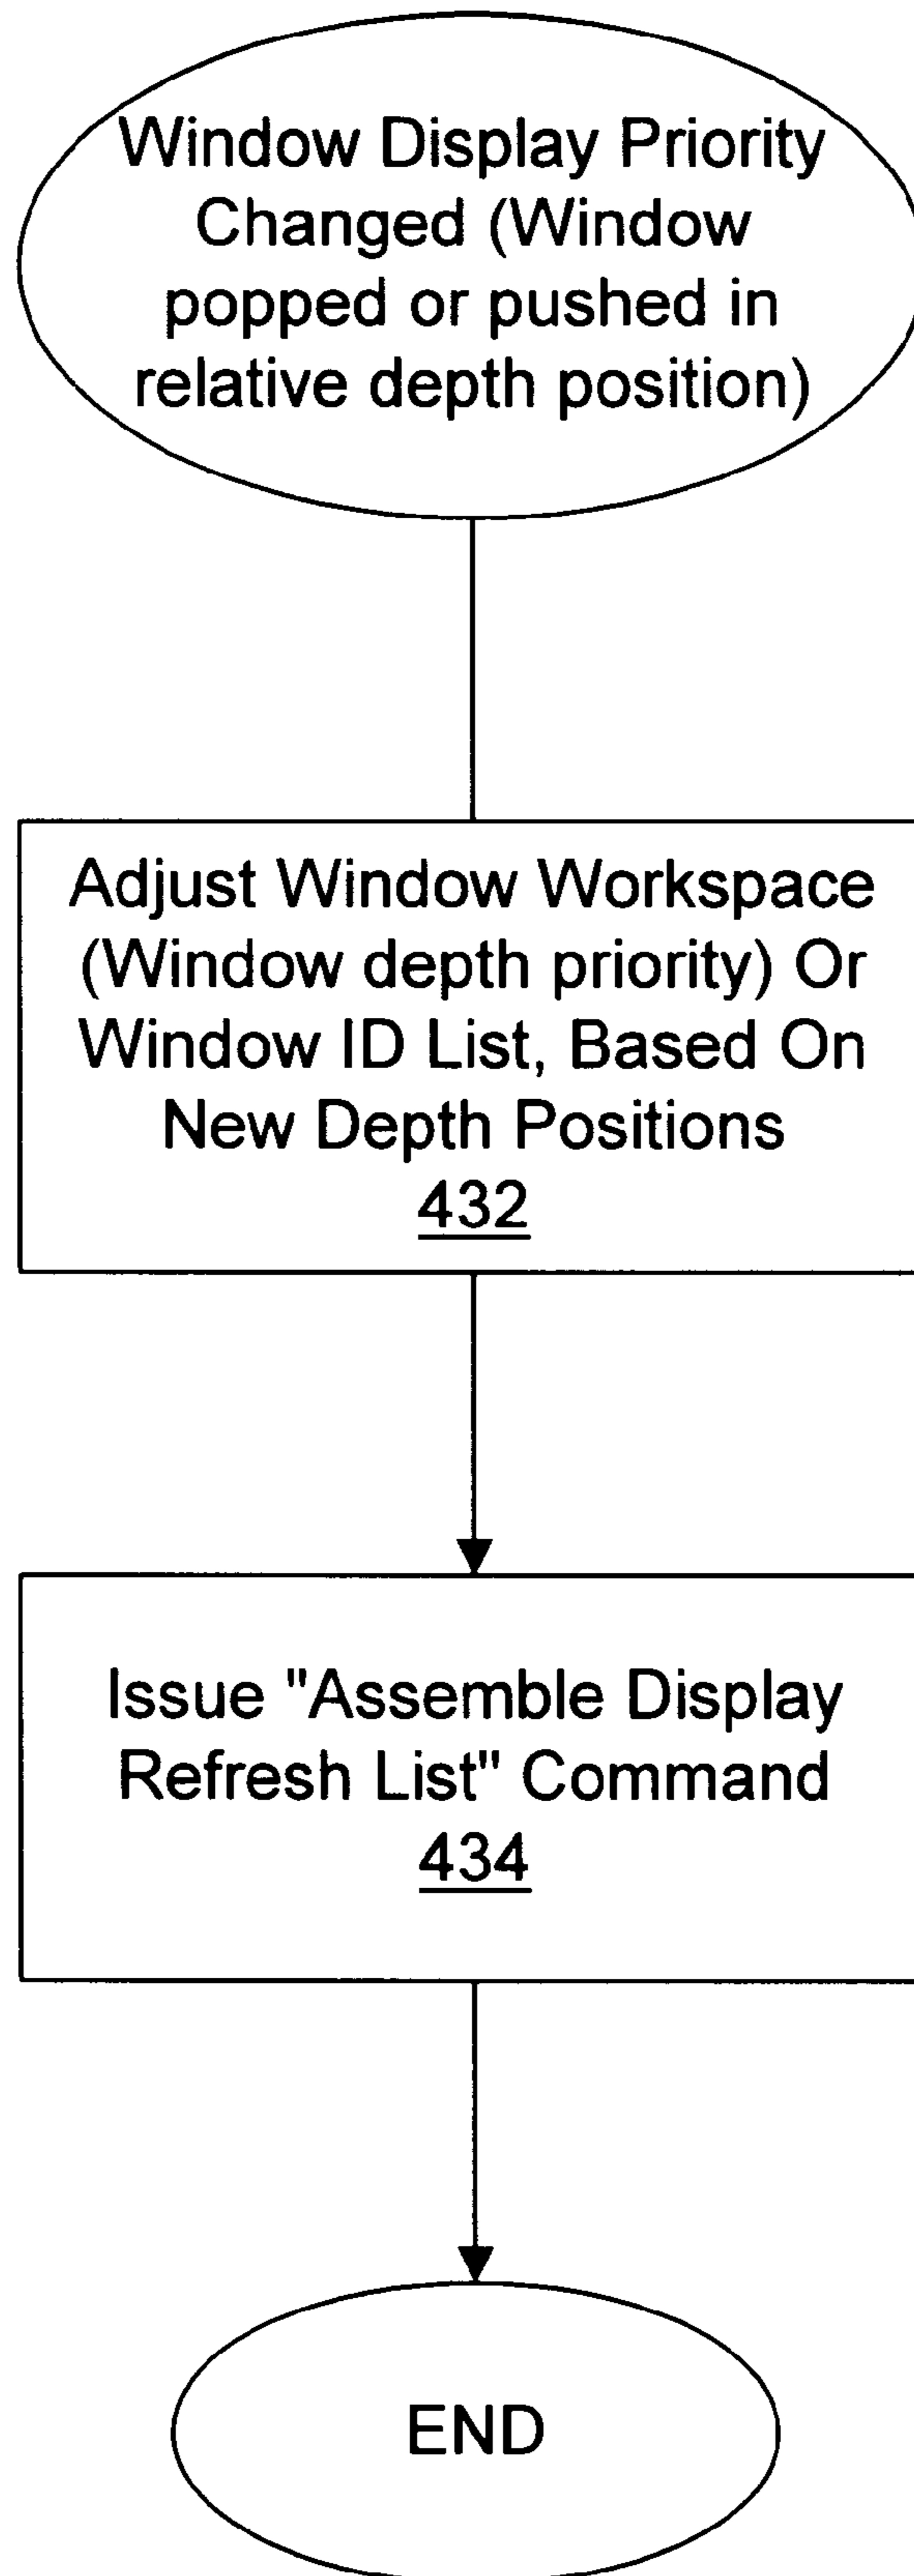 Window Display Priority
Changed (Window
popped or pushed in
relative depth position)
Adjust Window Workspace
(Window depth priority) Or
Window ID List, Based On
New Depth Positions
432
Issue "Assemble Display
Refresh List" Command
434
END